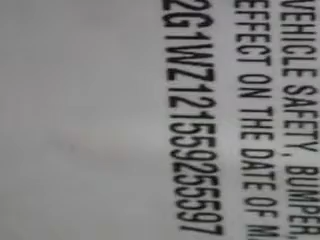 VEHICLE SAFETY, BUMPER,
EFFECT ON THE DATE OF M
2G1WZ121559255597